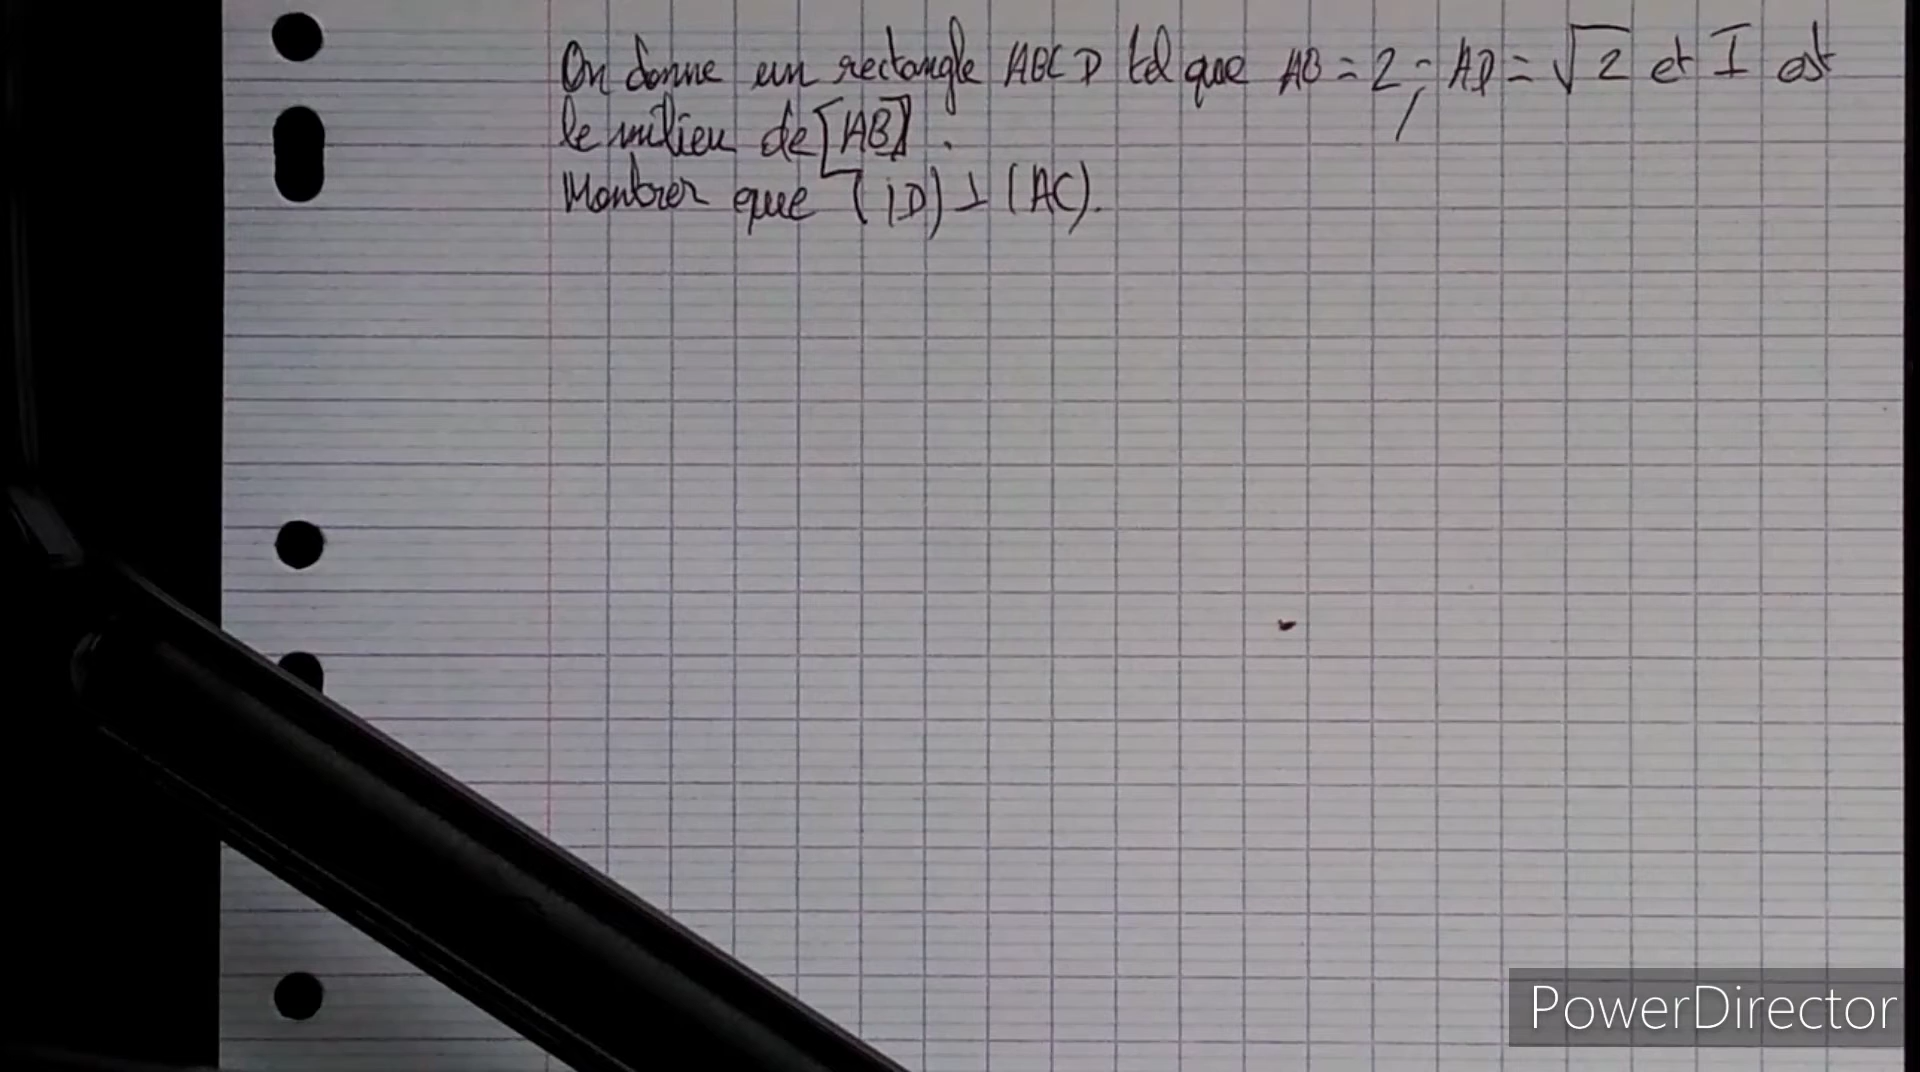 On donne un rectangle ABCD tel que AB = 2 ; AD = √2 et I est
le milieu de [AB].
Montrer que (ID) ⊥ (AC).
PowerDirector